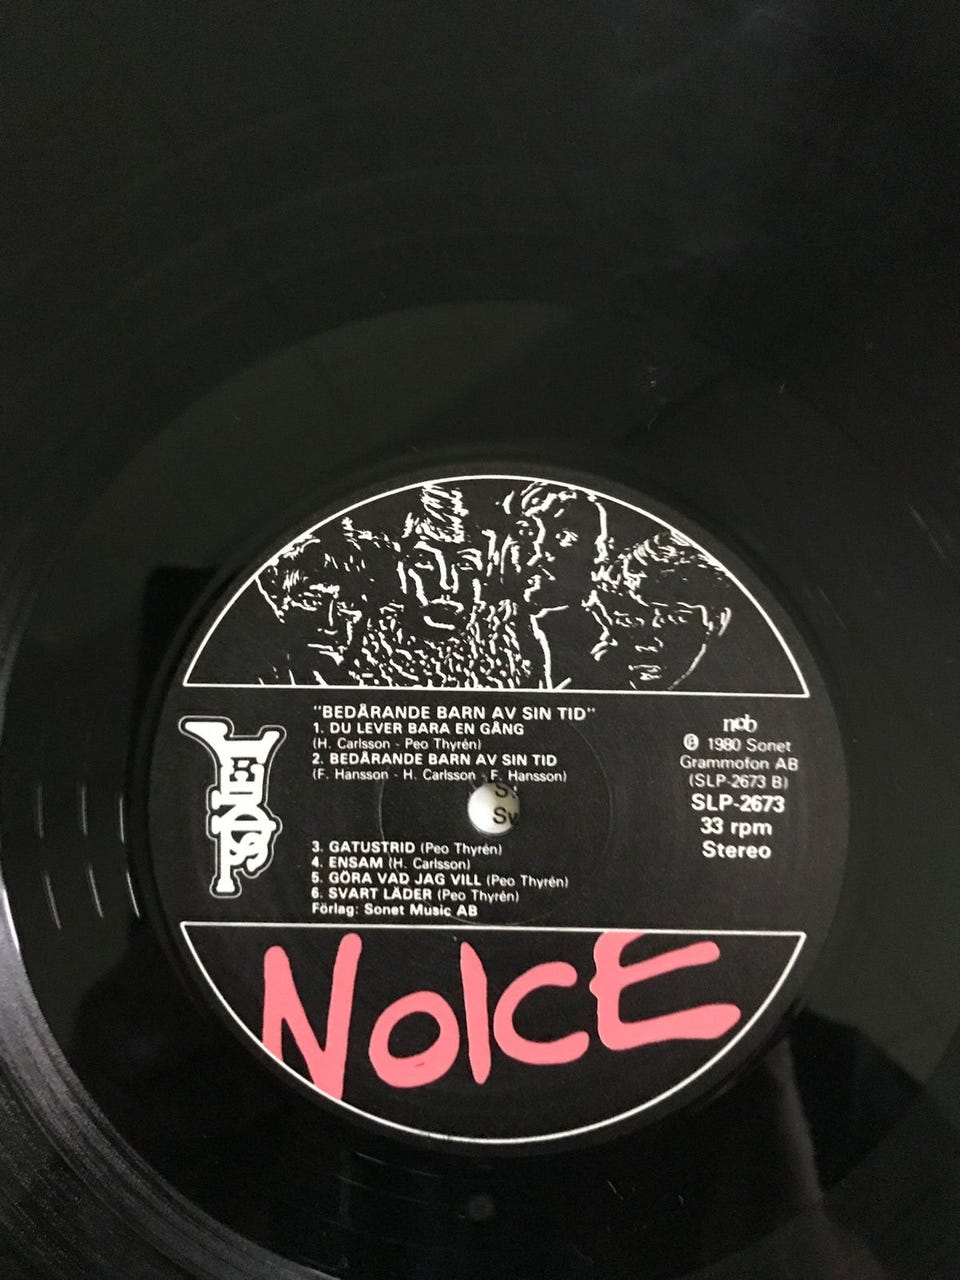 "BEDÅRANDE BARN AV SIN TID"
1. DU LEVER BARA EN GÅNG
(H. Carlsson - Peo Thyrén)
2. BEDÅRANDE BARN AV SIN TID
(F. Hansson - H. Carlsson - F. Hansson)
3. GATUSTRID (Peo Thyrén)
4. ENSAM (H. Carlsson)
5. GÖRA VAD JAG VILL (Peo Thyrén)
6. SVART LÄDER (Peo Thyrén)
Förlag: Sonet Music AB
SONET
ncb
Ⓟ 1980 Sonet
Grammofon AB
(SLP-2673 B)
SLP-2673
33 rpm
Stereo
NOICE